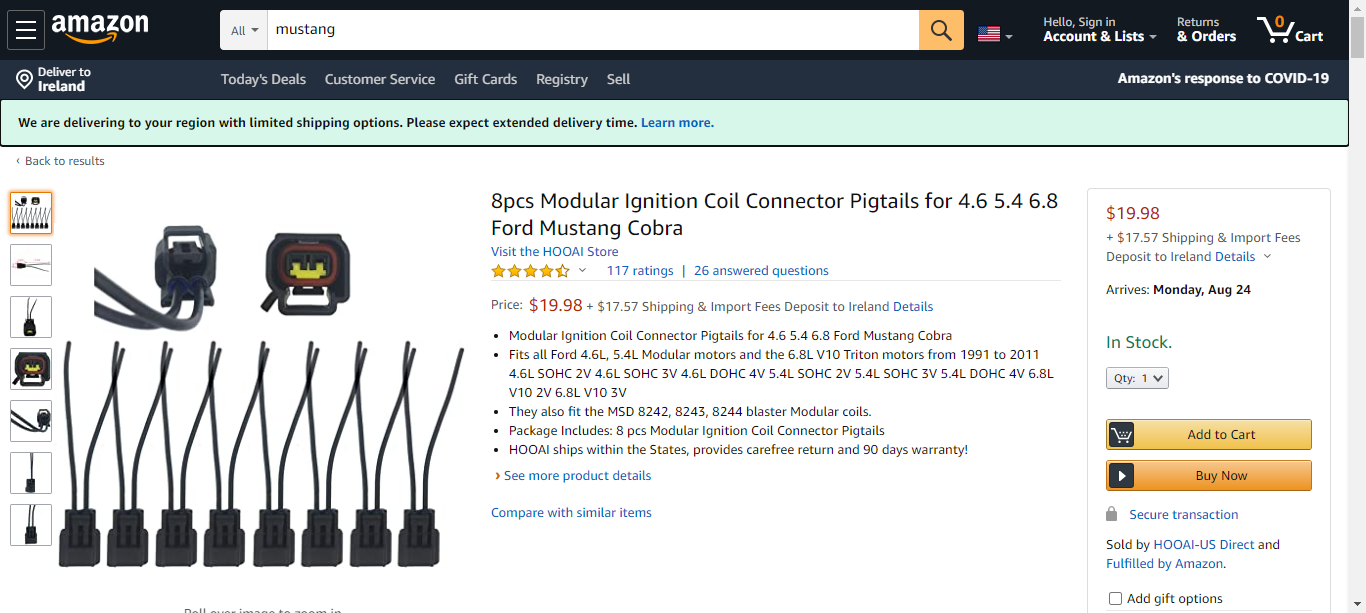 amazon
All
mustang
Hello, Sign in
Account & Lists
Returns
& Orders
0
Cart
Deliver to
Ireland
Today's Deals
Customer Service
Gift Cards
Registry
Sell
Amazon's response to COVID-19
We are delivering to your region with limited shipping options. Please expect extended delivery time. Learn more.
‹ Back to results
8pcs Modular Ignition Coil Connector Pigtails for 4.6 5.4 6.8
Ford Mustang Cobra
Visit the HOOAI Store
117 ratings | 26 answered questions
Price: $19.98 + $17.57 Shipping & Import Fees Deposit to Ireland Details
• Modular Ignition Coil Connector Pigtails for 4.6 5.4 6.8 Ford Mustang Cobra
• Fits all Ford 4.6L, 5.4L Modular motors and the 6.8L V10 Triton motors from 1991 to 2011
4.6L SOHC 2V 4.6L SOHC 3V 4.6L DOHC 4V 5.4L SOHC 2V 5.4L SOHC 3V 5.4L DOHC 4V 6.8L
V10 2V 6.8L V10 3V
• They also fit the MSD 8242, 8243, 8244 blaster Modular coils.
• Package Includes: 8 pcs Modular Ignition Coil Connector Pigtails
• HOOAI ships within the States, provides carefree return and 90 days warranty!
› See more product details
Compare with similar items
Roll over image to zoom in
$19.98
+ $17.57 Shipping & Import Fees
Deposit to Ireland Details
Arrives: Monday, Aug 24
In Stock.
Qty: 1
Add to Cart
Buy Now
Secure transaction
Sold by HOOAI-US Direct and
Fulfilled by Amazon.
Add gift options